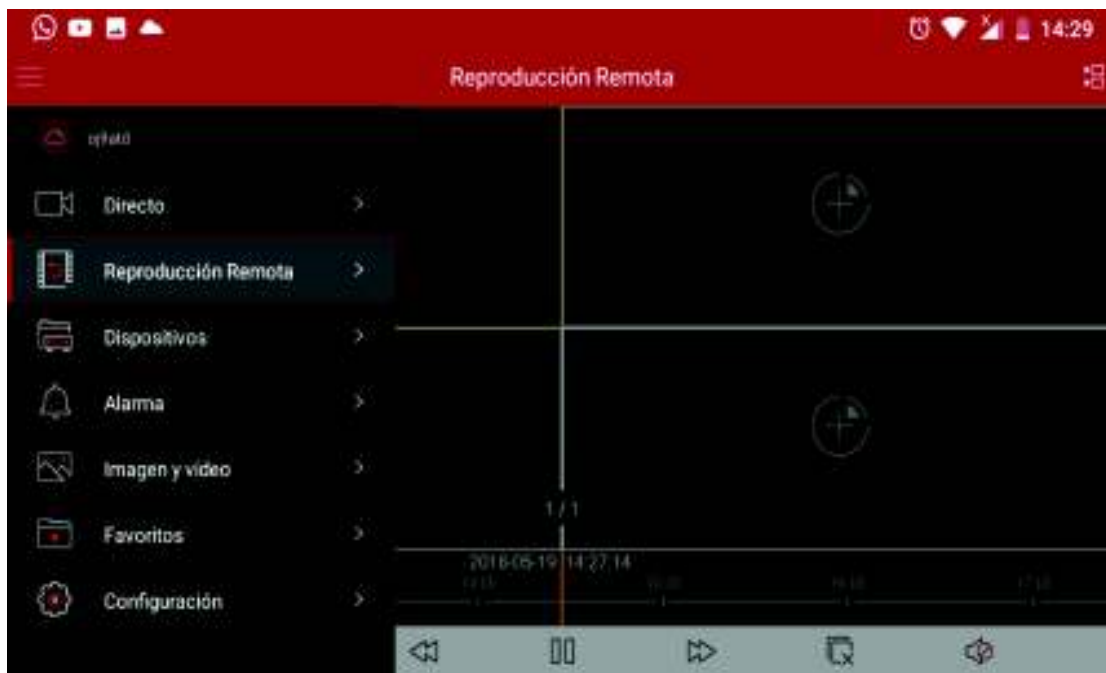 14:29
Reproducción Remota
Directo
Reproducción Remota
Dispositivos
Alarma
Imagen y vídeo
Favoritos
Configuración
1 / 1
2016-05-19 14:27:14